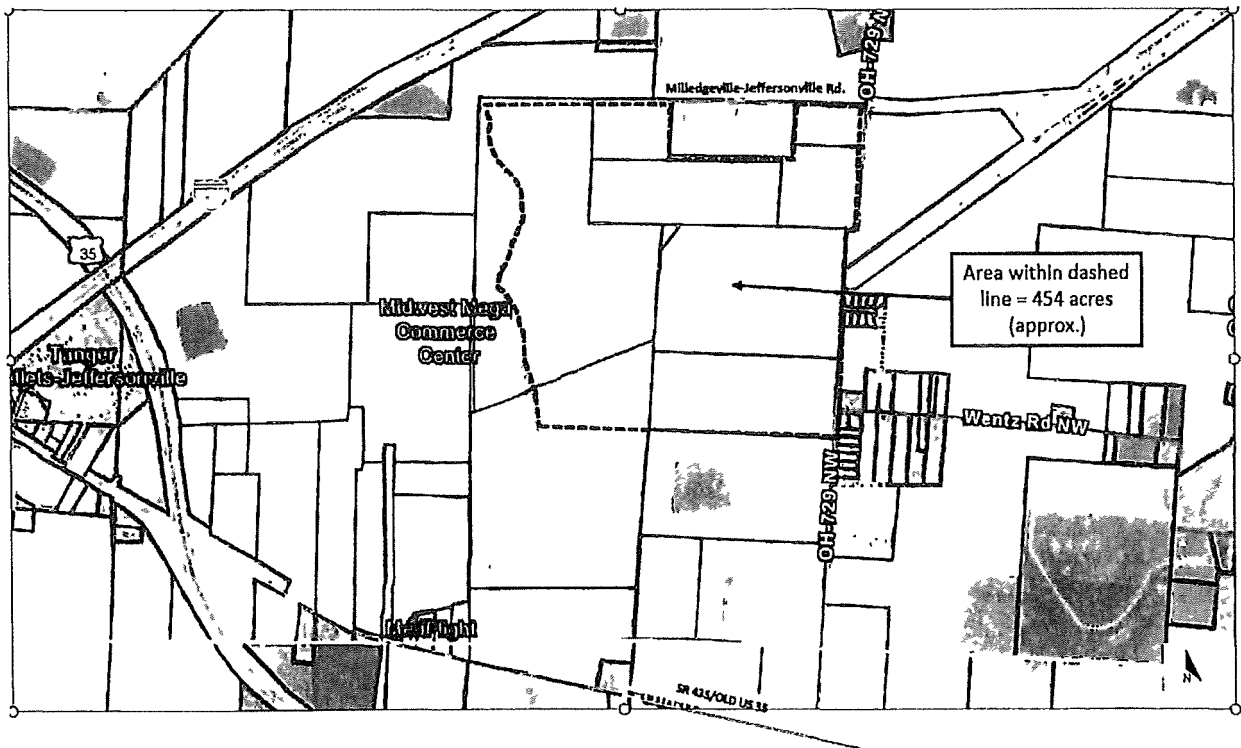 OH-729 N
Milledgeville-Jeffersonville Rd.
35
Area within dashed
line = 454 acres
(approx.)
Midwest Mega
Commerce
Center
Tanger
Jeffersonville
Wentz Rd NW
OH-729 NW
SR 435/OLD US 35
N